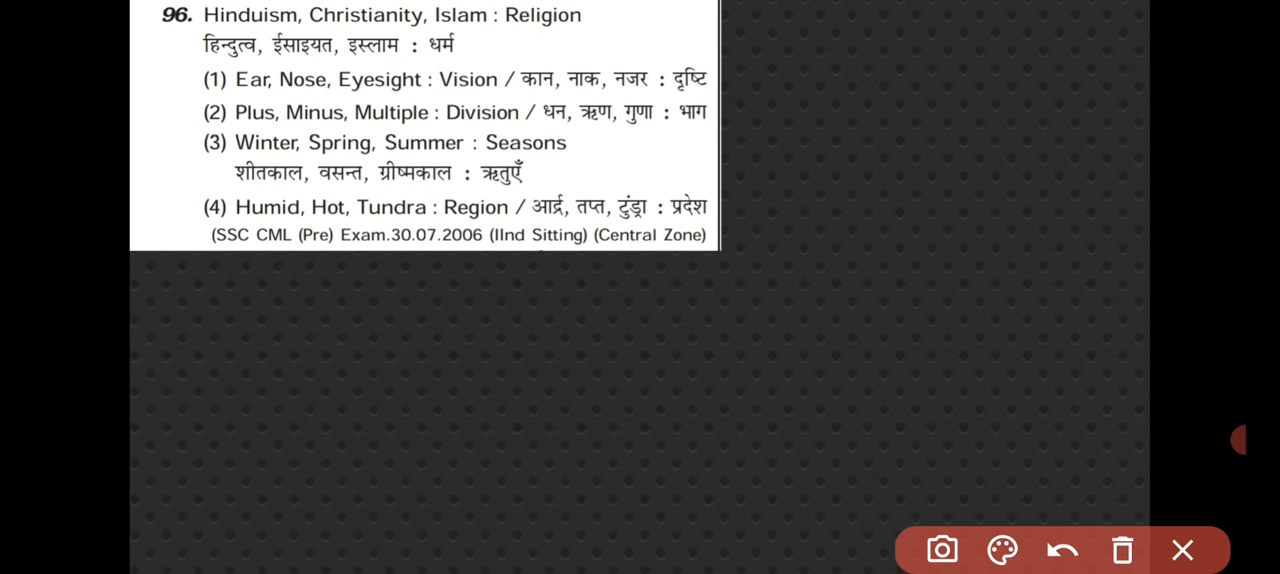 96. Hinduism, Christianity, Islam : Religion
हिन्दुत्व, ईसाइयत, इस्लाम : धर्म
(1) Ear, Nose, Eyesight : Vision / कान, नाक, नजर : दृष्टि
(2) Plus, Minus, Multiple : Division / धन, ऋण, गुणा : भाग
(3) Winter, Spring, Summer : Seasons
शीतकाल, वसन्त, ग्रीष्मकाल : ऋतुएँ
(4) Humid, Hot, Tundra : Region / आर्द्र, तप्त, टुंड्रा : प्रदेश
(SSC CML (Pre) Exam.30.07.2006 (IInd Sitting) (Central Zone)